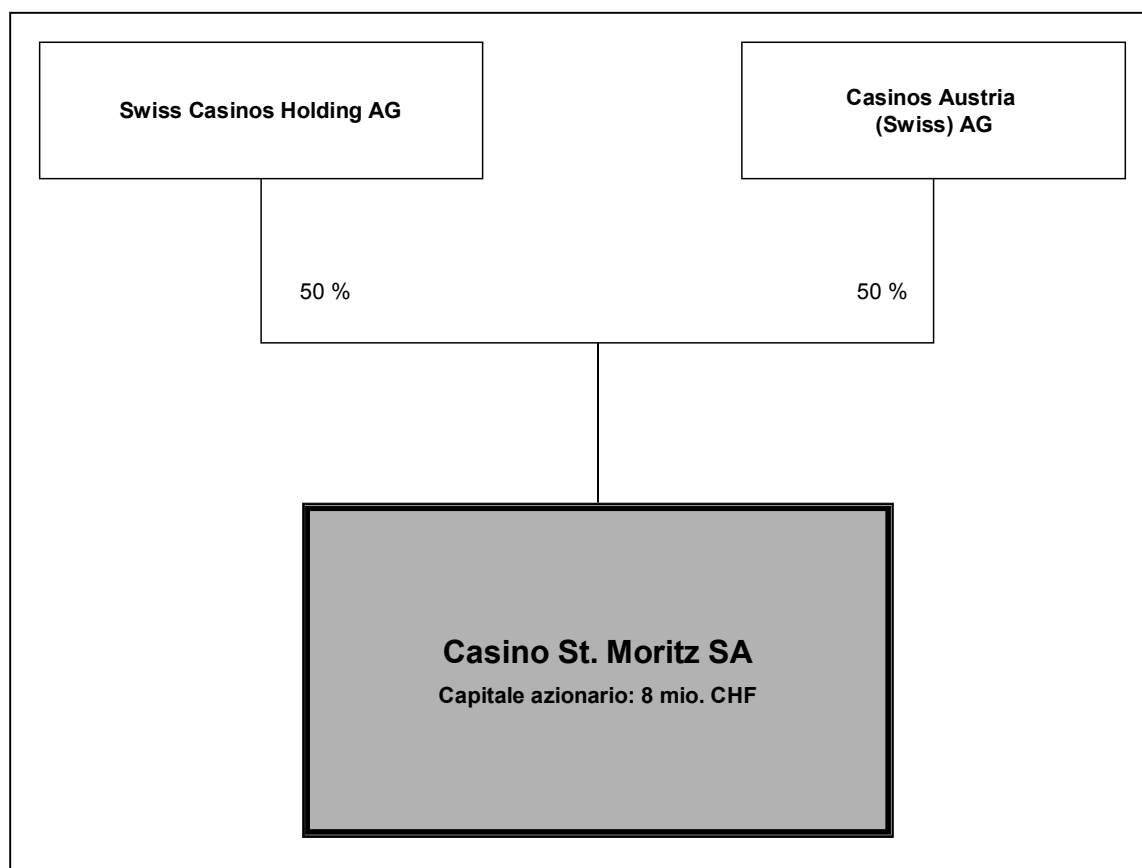 Swiss Casinos Holding AG
Casinos Austria
(Swiss) AG
50 %
50 %
Casino St. Moritz SA
Capitale azionario: 8 mio. CHF